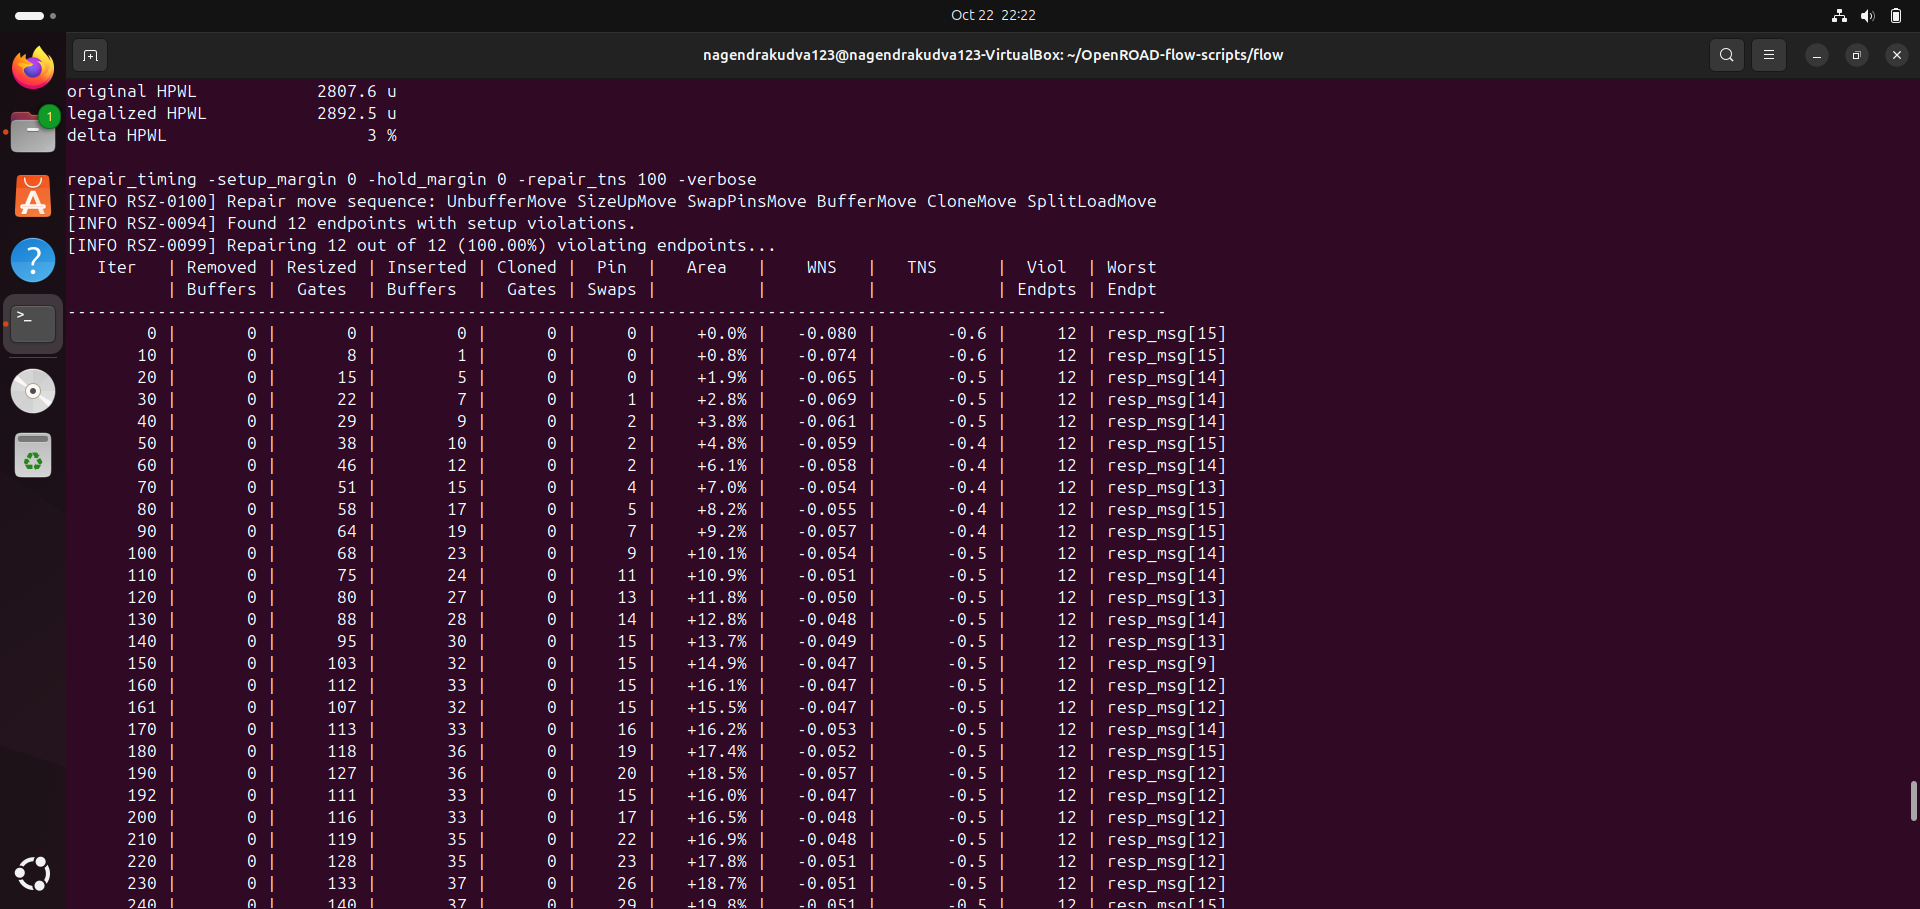 Oct 22 22:22
nagendrakudva123@nagendrakudva123-VirtualBox: ~/OpenROAD-flow-scripts/flow
1
original HPWL 2807.6 u
legalized HPWL 2892.5 u
delta HPWL 3 %
repair_timing -setup_margin 0 -hold_margin 0 -repair_tns 100 -verbose
[INFO RSZ-0100] Repair move sequence: UnbufferMove SizeUpMove SwapPinsMove BufferMove CloneMove SplitLoadMove
[INFO RSZ-0094] Found 12 endpoints with setup violations.
[INFO RSZ-0099] Repairing 12 out of 12 (100.00%) violating endpoints...
Iter | Removed | Resized | Inserted | Cloned | Pin | Area | WNS | TNS | Viol | Worst
| Buffers | Gates | Buffers | Gates | Swaps | | | | Endpts | Endpt
--------------------------------------------------------------------------------------------------------------
0 | 0 | 0 | 0 | 0 | 0 | +0.0% | -0.080 | -0.6 | 12 | resp_msg[15]
10 | 0 | 8 | 1 | 0 | 0 | +0.8% | -0.074 | -0.6 | 12 | resp_msg[15]
20 | 0 | 15 | 5 | 0 | 0 | +1.9% | -0.065 | -0.5 | 12 | resp_msg[14]
30 | 0 | 22 | 7 | 0 | 1 | +2.8% | -0.069 | -0.5 | 12 | resp_msg[14]
40 | 0 | 29 | 9 | 0 | 2 | +3.8% | -0.061 | -0.5 | 12 | resp_msg[14]
50 | 0 | 38 | 10 | 0 | 2 | +4.8% | -0.059 | -0.4 | 12 | resp_msg[15]
60 | 0 | 46 | 12 | 0 | 2 | +6.1% | -0.058 | -0.4 | 12 | resp_msg[14]
70 | 0 | 51 | 15 | 0 | 4 | +7.0% | -0.054 | -0.4 | 12 | resp_msg[13]
80 | 0 | 58 | 17 | 0 | 5 | +8.2% | -0.055 | -0.4 | 12 | resp_msg[15]
90 | 0 | 64 | 19 | 0 | 7 | +9.2% | -0.057 | -0.4 | 12 | resp_msg[15]
100 | 0 | 68 | 23 | 0 | 9 | +10.1% | -0.054 | -0.5 | 12 | resp_msg[14]
110 | 0 | 75 | 24 | 0 | 11 | +10.9% | -0.051 | -0.5 | 12 | resp_msg[14]
120 | 0 | 80 | 27 | 0 | 13 | +11.8% | -0.050 | -0.5 | 12 | resp_msg[13]
130 | 0 | 88 | 28 | 0 | 14 | +12.8% | -0.048 | -0.5 | 12 | resp_msg[14]
140 | 0 | 95 | 30 | 0 | 15 | +13.7% | -0.049 | -0.5 | 12 | resp_msg[13]
150 | 0 | 103 | 32 | 0 | 15 | +14.9% | -0.047 | -0.5 | 12 | resp_msg[9]
160 | 0 | 112 | 33 | 0 | 15 | +16.1% | -0.047 | -0.5 | 12 | resp_msg[12]
161 | 0 | 107 | 32 | 0 | 15 | +15.5% | -0.047 | -0.5 | 12 | resp_msg[12]
170 | 0 | 113 | 33 | 0 | 16 | +16.2% | -0.053 | -0.5 | 12 | resp_msg[14]
180 | 0 | 118 | 36 | 0 | 19 | +17.4% | -0.052 | -0.5 | 12 | resp_msg[15]
190 | 0 | 127 | 36 | 0 | 20 | +18.5% | -0.057 | -0.5 | 12 | resp_msg[12]
192 | 0 | 111 | 33 | 0 | 15 | +16.0% | -0.047 | -0.5 | 12 | resp_msg[12]
200 | 0 | 116 | 33 | 0 | 17 | +16.5% | -0.048 | -0.5 | 12 | resp_msg[12]
210 | 0 | 119 | 35 | 0 | 22 | +16.9% | -0.048 | -0.5 | 12 | resp_msg[12]
220 | 0 | 128 | 35 | 0 | 23 | +17.8% | -0.051 | -0.5 | 12 | resp_msg[12]
230 | 0 | 133 | 37 | 0 | 26 | +18.7% | -0.051 | -0.5 | 12 | resp_msg[12]
240 | 0 | 140 | 37 | 0 | 29 | +19.8% | -0.051 | -0.5 | 12 | resp_msg[15]